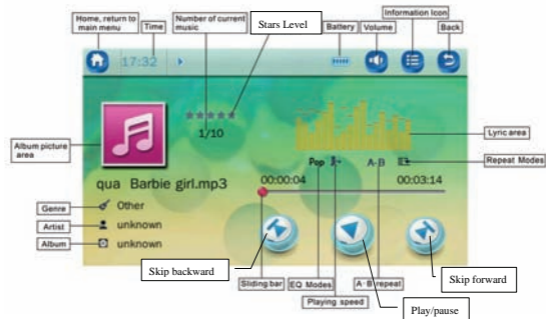 Home, return to
main menu
Time
Number of current
music
Stars Level
Battery
Volume
Information Icon
Back
17:32
1/10
Album picture
area
Lyric area
Pop
A-B
Repeat Modes
qua Barbie girl.mp3
00:00:04
00:03:14
Genre
Other
Artist
unknown
Album
unknown
Skip backward
Skip forward
Sliding bar
EQ Modes
A-B repeat
Playing speed
Play/pause